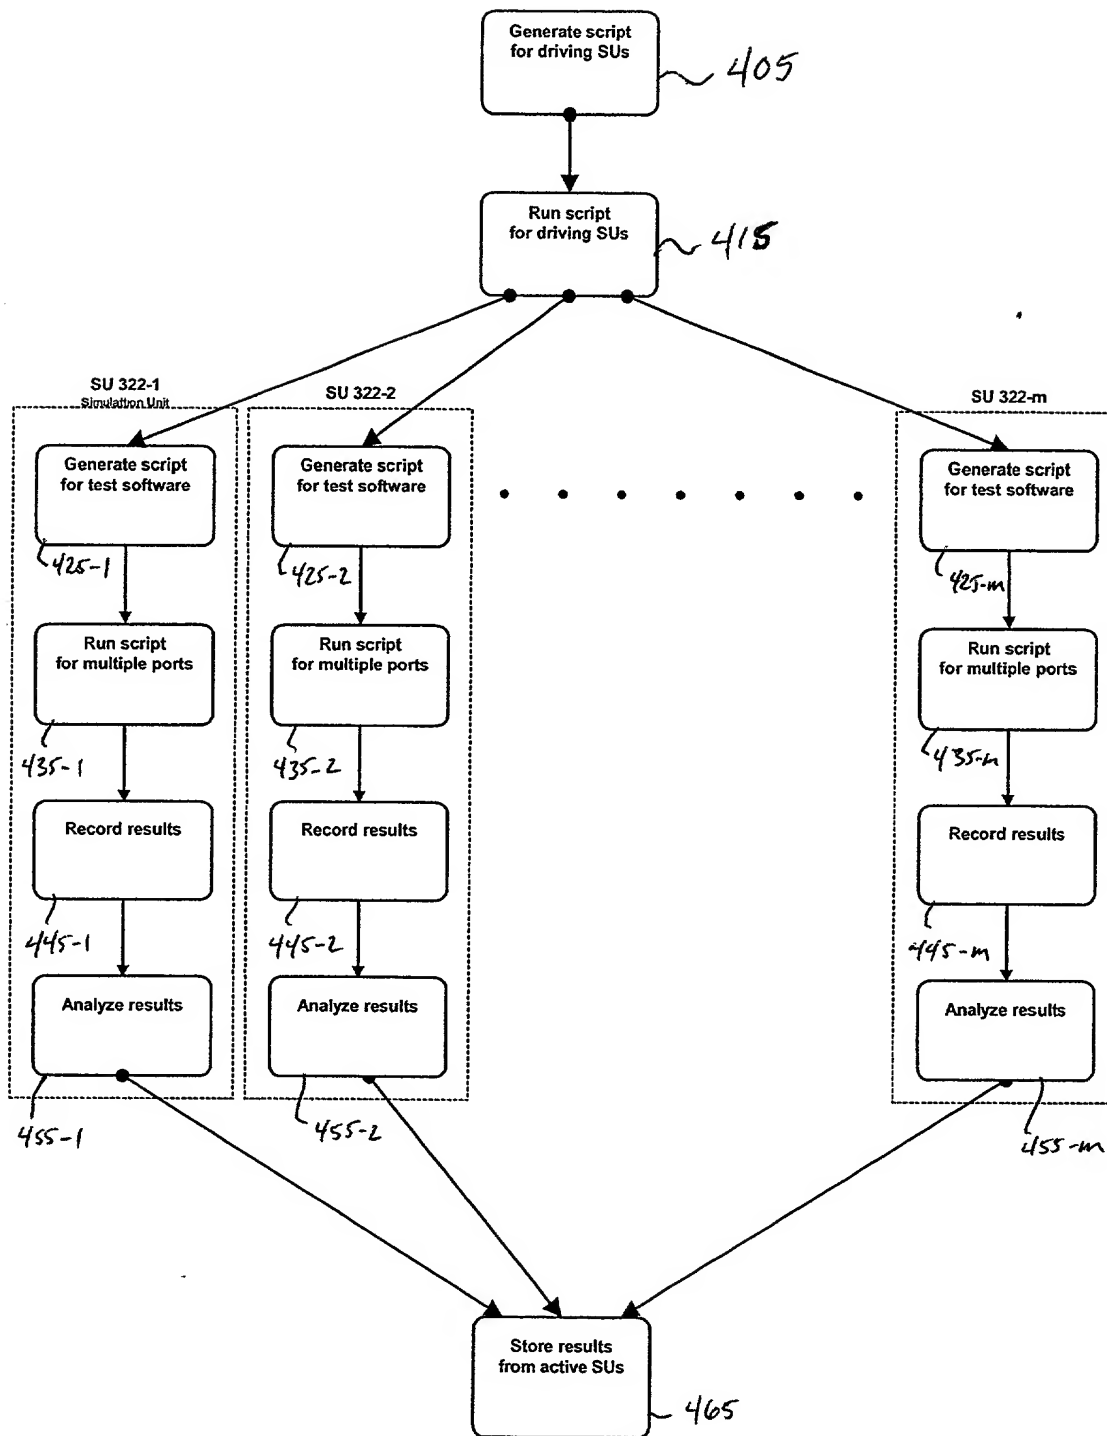 Generate script
for driving SUs
405
Run script
for driving SUs
415
SU 322-1
Simulation Unit
SU 322-2
SU 322-m
Generate script
for test software
425-1
Generate script
for test software
425-2
Generate script
for test software
425-m
Run script
for multiple ports
435-1
Run script
for multiple ports
435-2
Run script
for multiple ports
435-m
Record results
445-1
Record results
445-2
Record results
445-m
Analyze results
455-1
Analyze results
455-2
Analyze results
455-m
Store results
from active SUs
465